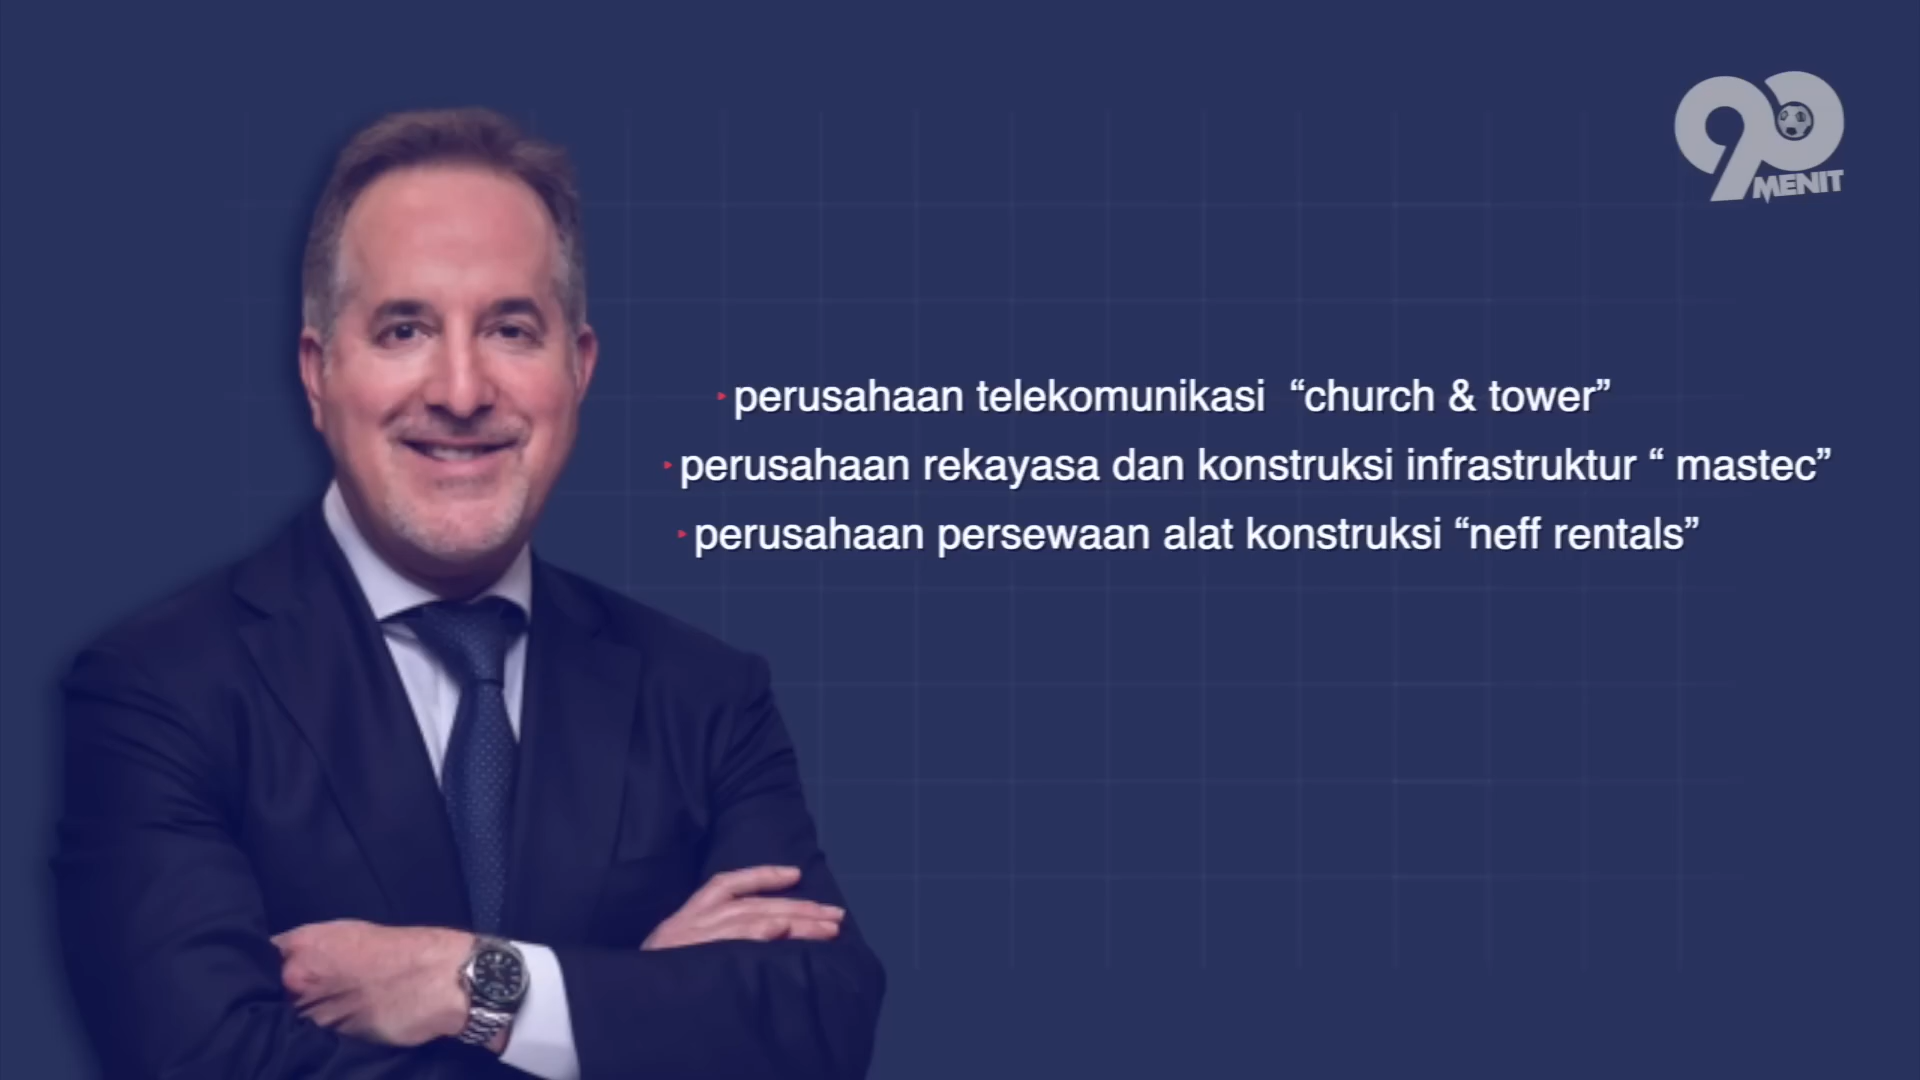 90
MENIT
perusahaan telekomunikasi “church & tower”
perusahaan rekayasa dan konstruksi infrastruktur “ mastec”
perusahaan persewaan alat konstruksi “neff rentals”